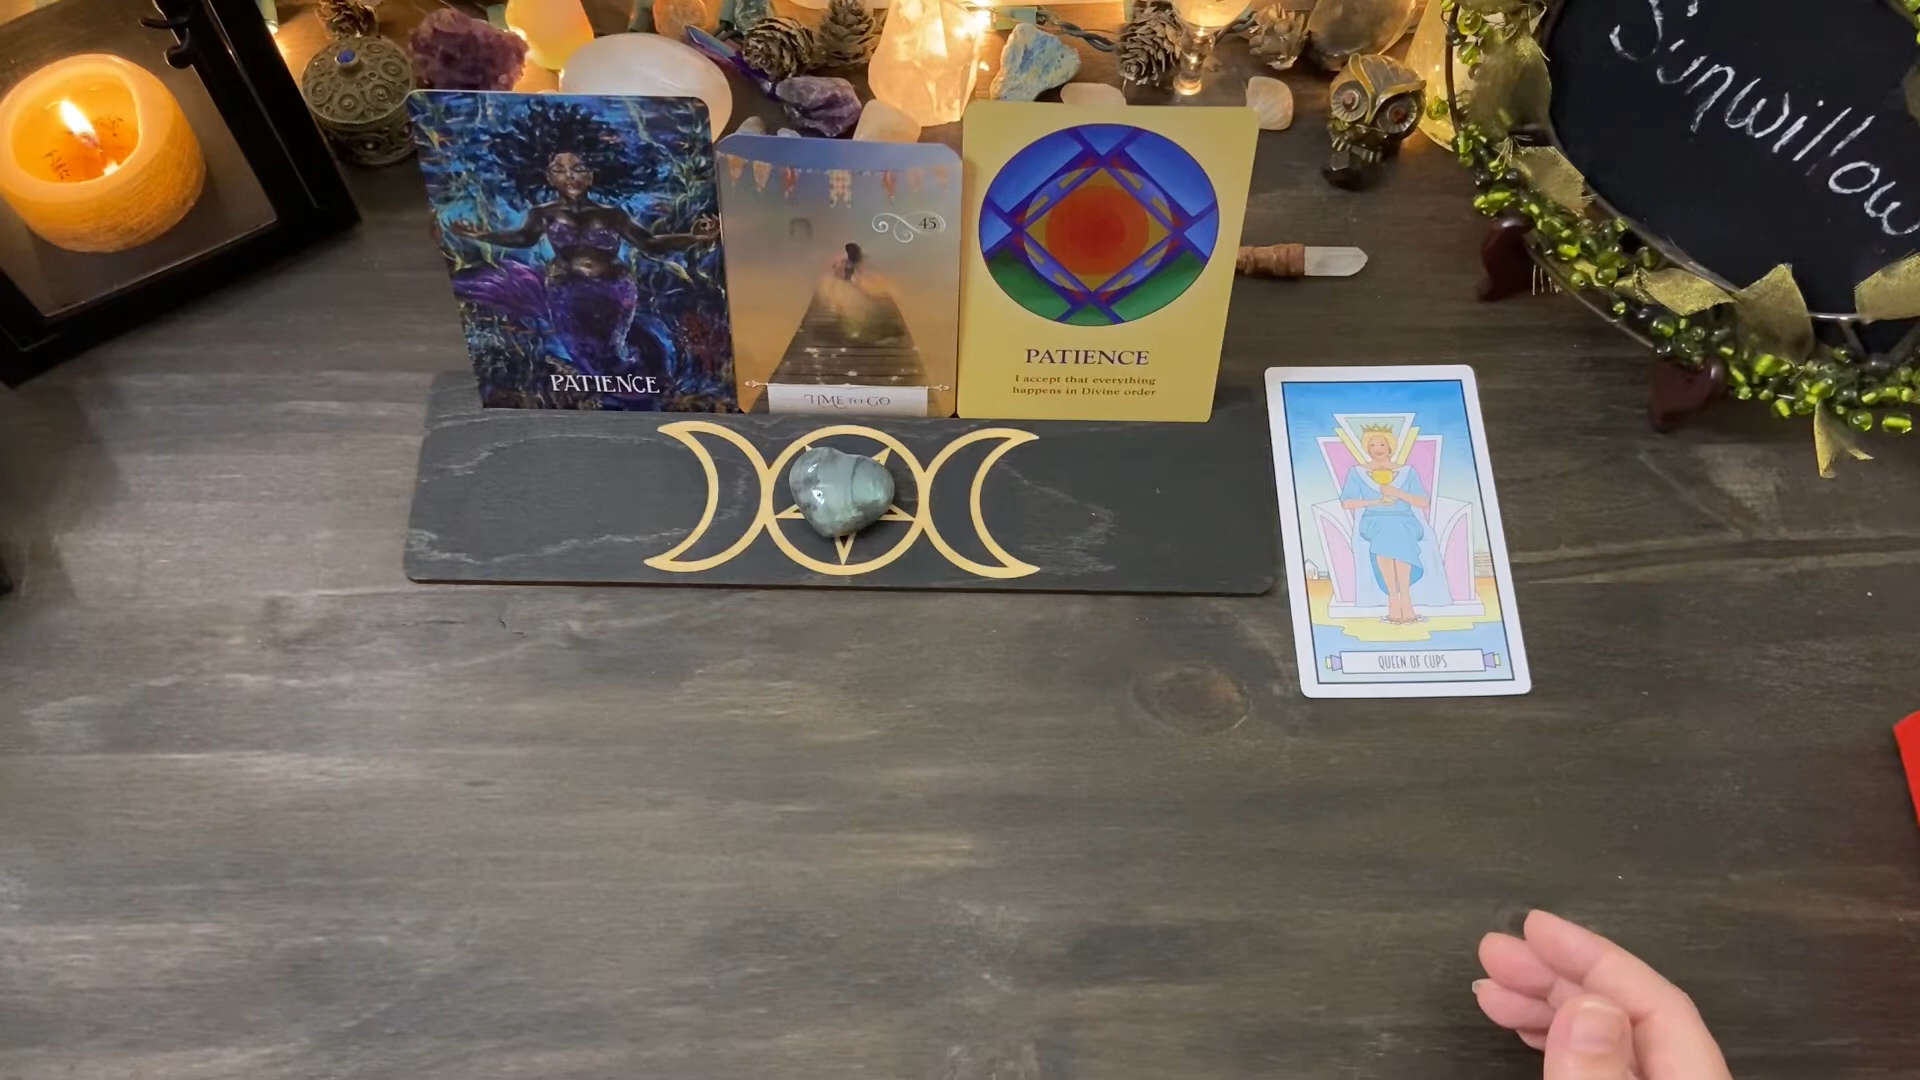 Sunwillow
PATIENCE
45
TIME TO GO
PATIENCE
I accept that everything
happens in Divine order
QUEEN OF CUPS